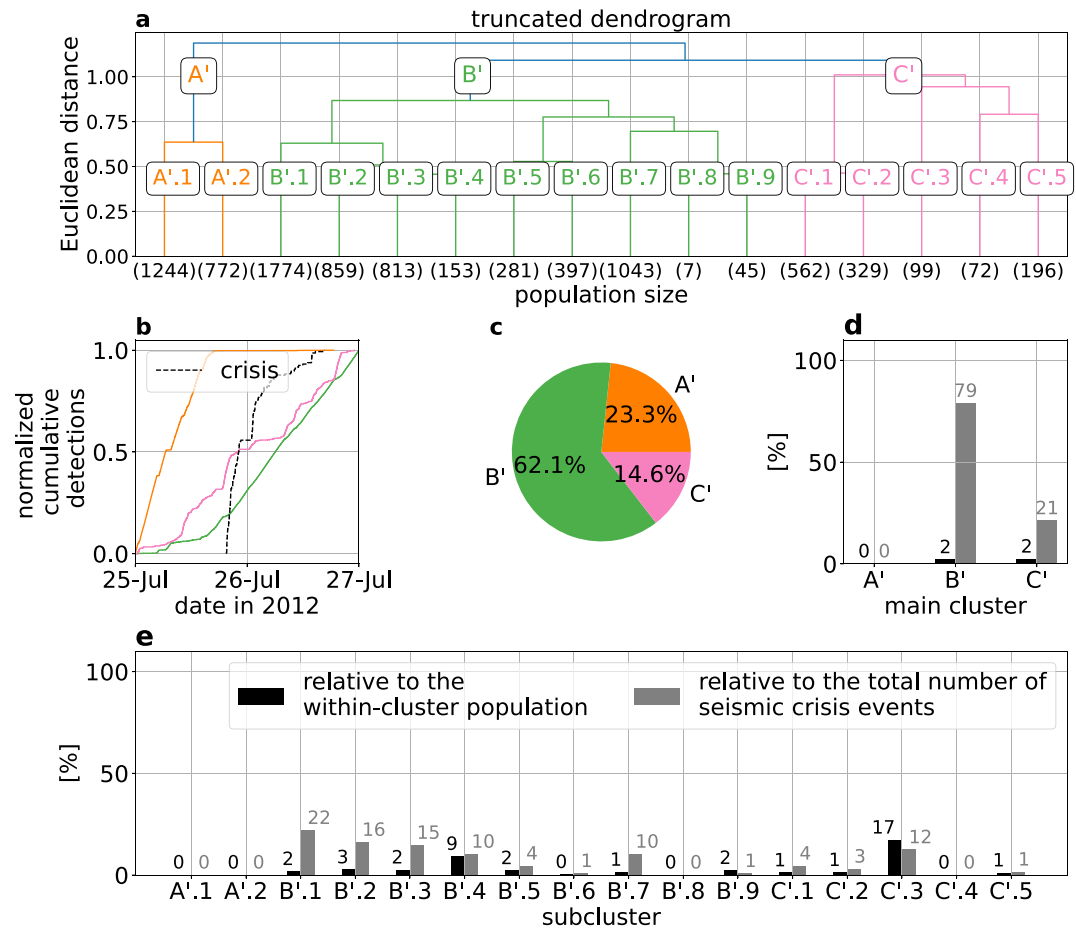 a
truncated dendrogram
Euclidean distance
1.00
0.75
0.50
0.25
0.00
A'
B'
C'
A'.1 A'.2 B'.1 B'.2 B'.3 B'.4 B'.5 B'.6 B'.7 B'.8 B'.9 C'.1 C'.2 C'.3 C'.4 C'.5
(1244) (772) (1774) (859) (813) (153) (281) (397) (1043) (7) (45) (562) (329) (99) (72) (196)
population size
b
normalized
cumulative
detections
1.0
0.5
0.0
crisis
25-Jul 26-Jul 27-Jul
date in 2012
c
A'
23.3%
B'
62.1%
14.6%
C'
d
[%]
100
50
0
0 0 2 79 2 21
A' B' C'
main cluster
e
[%]
100
50
0
relative to the
within-cluster population
relative to the total number of
seismic crisis events
0 0 0 0 2 22 3 16 2 15 9 10 2 4 0 1 1 10 0 0 2 1 1 4 1 3 17 12 0 0 1 1
A'.1 A'.2 B'.1 B'.2 B'.3 B'.4 B'.5 B'.6 B'.7 B'.8 B'.9 C'.1 C'.2 C'.3 C'.4 C'.5
subcluster